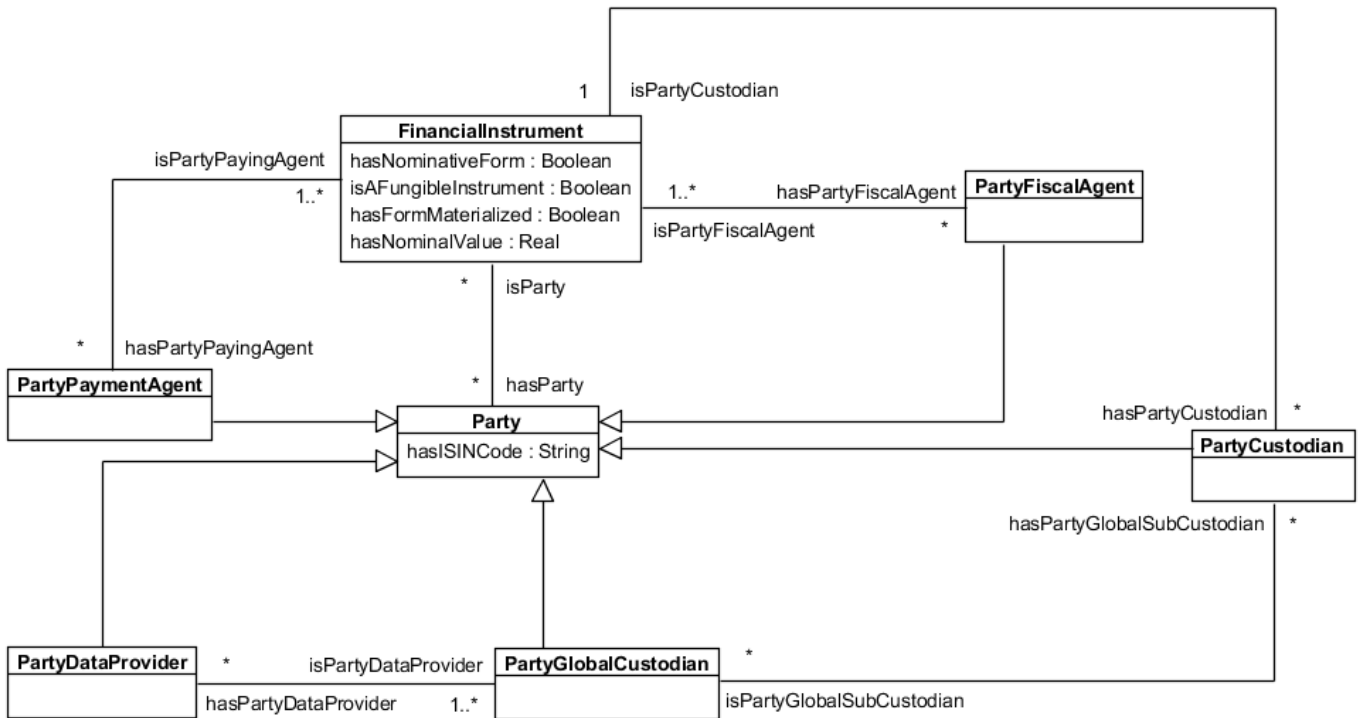 1
isPartyCustodian
FinancialInstrument
hasNominativeForm : Boolean
isAFungibleInstrument : Boolean
hasFormMaterialized : Boolean
hasNominalValue : Real
isPartyPayingAgent
1..*
1..*
hasPartyFiscalAgent
isPartyFiscalAgent
*
PartyFiscalAgent
*
isParty
*
hasPartyPayingAgent
PartyPaymentAgent
*
hasParty
Party
hasISINCode : String
hasPartyCustodian
*
PartyCustodian
hasPartyGlobalSubCustodian
*
PartyDataProvider
*
isPartyDataProvider
hasPartyDataProvider
1..*
PartyGlobalCustodian
*
isPartyGlobalSubCustodian